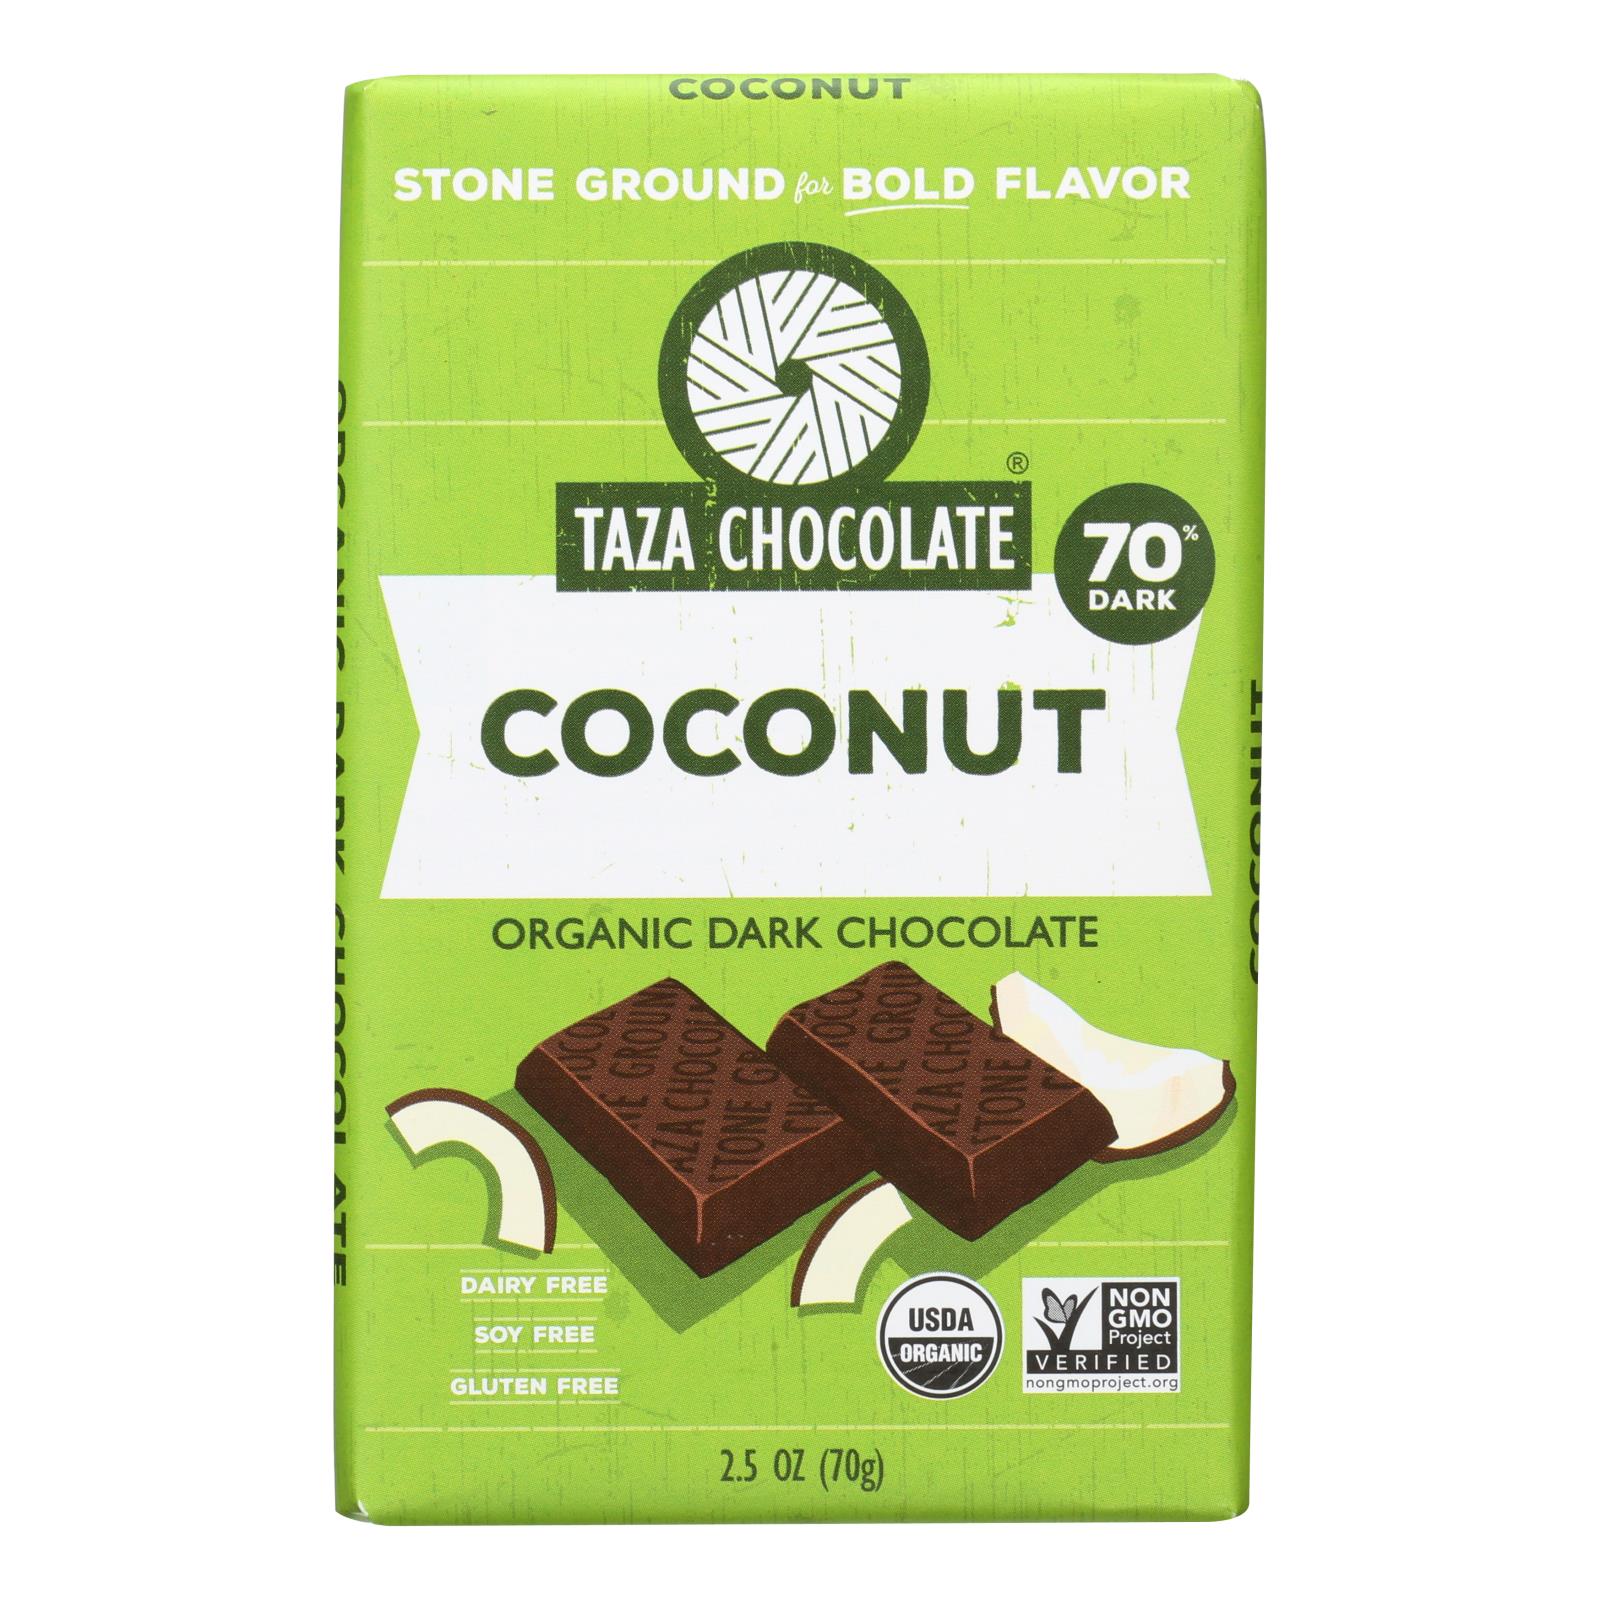 COCONUT
STONE GROUND for BOLD FLAVOR
®
TAZA CHOCOLATE
70%
DARK
COCONUT
ORGANIC DARK CHOCOLATE
STONE
DAIRY FREE
SOY FREE
GLUTEN FREE
USDA
ORGANIC
NON
GMO
Project
VERIFIED
nongmoproject.org
2.5 OZ (70g)
ORGANIC DARK CHOCOLATE
COCONUT